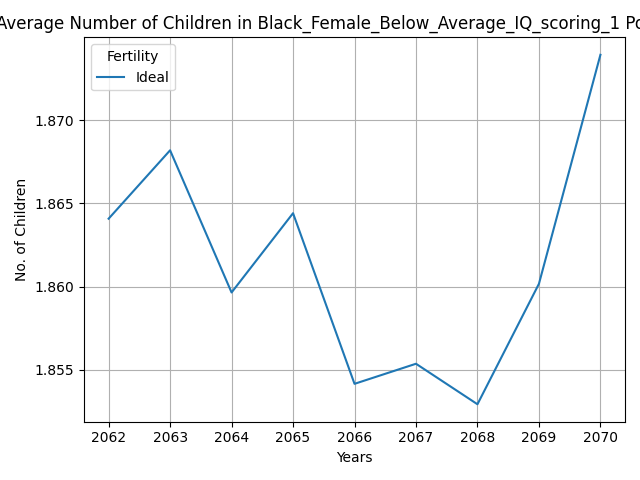 Average Number of Children in Black_Female_Below_Average_IQ_scoring_1 Po
Fertility
Ideal
No. of Children
1.870
1.865
1.860
1.855
2062 2063 2064 2065 2066 2067 2068 2069 2070
Years